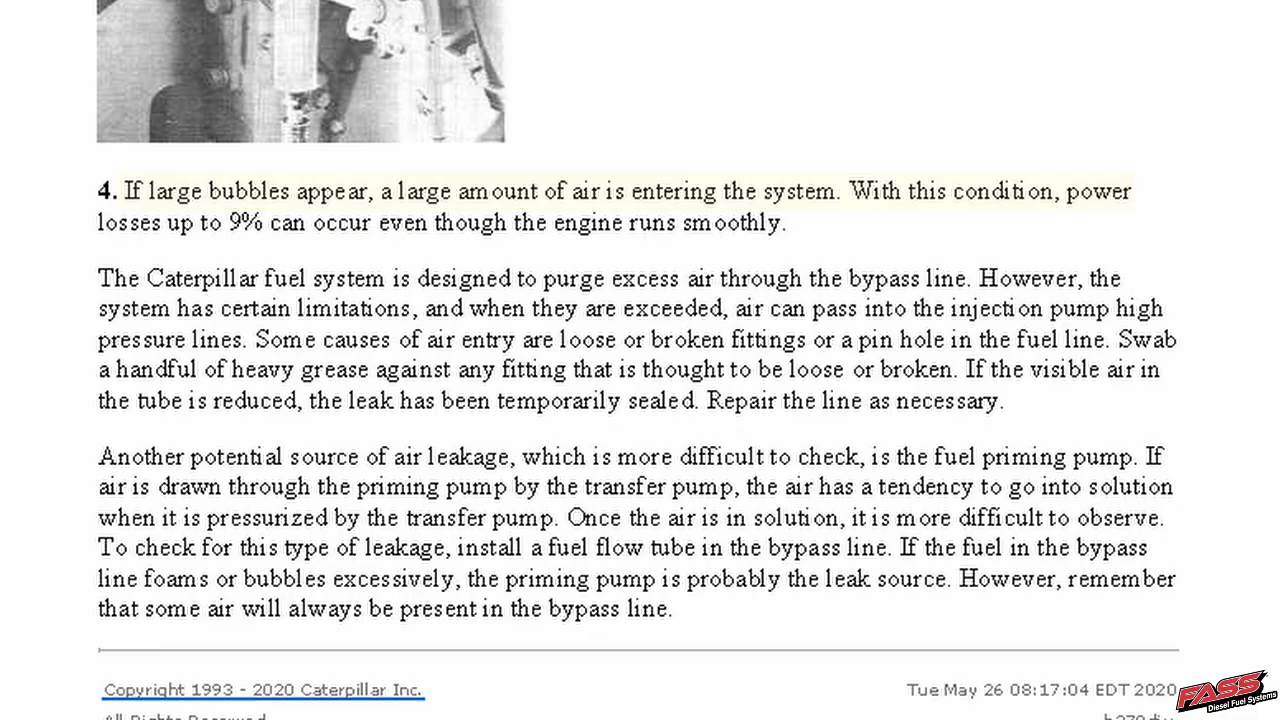 4. If large bubbles appear, a large amount of air is entering the system. With this condition, power
losses up to 9% can occur even though the engine runs smoothly.
The Caterpillar fuel system is designed to purge excess air through the bypass line. However, the
system has certain limitations, and when they are exceeded, air can pass into the injection pump high
pressure lines. Some causes of air entry are loose or broken fittings or a pin hole in the fuel line. Swab
a handful of heavy grease against any fitting that is thought to be loose or broken. If the visible air in
the tube is reduced, the leak has been temporarily sealed. Repair the line as necessary.
Another potential source of air leakage, which is more difficult to check, is the fuel priming pump. If
air is drawn through the priming pump by the transfer pump, the air has a tendency to go into solution
when it is pressurized by the transfer pump. Once the air is in solution, it is more difficult to observe.
To check for this type of leakage, install a fuel flow tube in the bypass line. If the fuel in the bypass
line foams or bubbles excessively, the priming pump is probably the leak source. However, remember
that some air will always be present in the bypass line.
Copyright 1993 - 2020 Caterpillar Inc.
Tue May 26 08:17:04 EDT 2020
All Rights Reserved
FASS
Diesel Fuel Systems